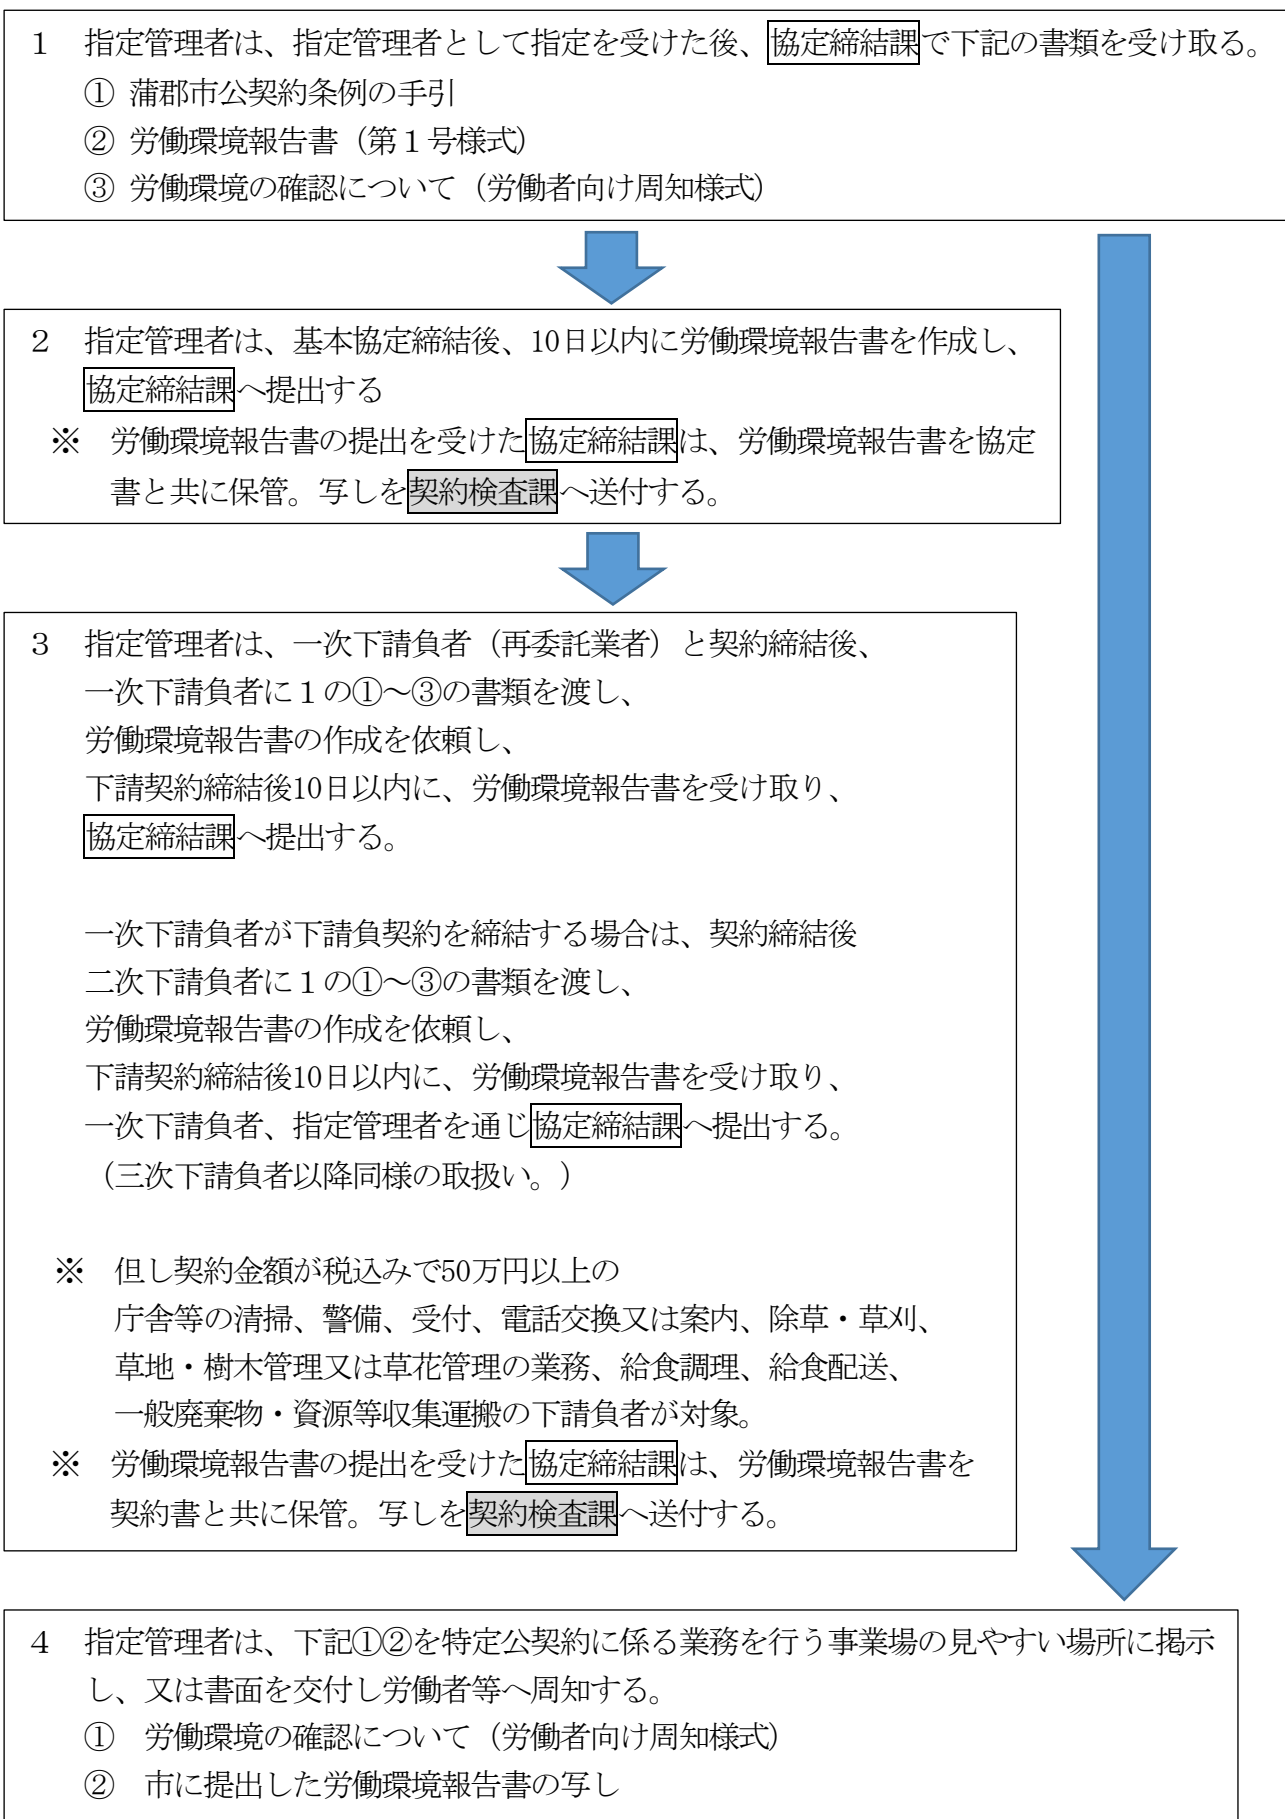 １　指定管理者は、指定管理者として指定を受けた後、協定締結課で下記の書類を受け取る。
① 蒲郡市公契約条例の手引
② 労働環境報告書（第１号様式）
③ 労働環境の確認について（労働者向け周知様式）
２　指定管理者は、基本協定締結後、10日以内に労働環境報告書を作成し、
協定締結課へ提出する
※　労働環境報告書の提出を受けた協定締結課は、労働環境報告書を協定
書と共に保管。写しを契約検査課へ送付する。
３　指定管理者は、一次下請負者（再委託業者）と契約締結後、
一次下請負者に１の①～③の書類を渡し、
労働環境報告書の作成を依頼し、
下請契約締結後10日以内に、労働環境報告書を受け取り、
協定締結課へ提出する。
一次下請負者が下請負契約を締結する場合は、契約締結後
二次下請負者に１の①～③の書類を渡し、
労働環境報告書の作成を依頼し、
下請契約締結後10日以内に、労働環境報告書を受け取り、
一次下請負者、指定管理者を通じ協定締結課へ提出する。
（三次下請負者以降同様の取扱い。）
※　但し契約金額が税込みで50万円以上の
庁舎等の清掃、警備、受付、電話交換又は案内、除草・草刈、
草地・樹木管理又は草花管理の業務、給食調理、給食配送、
一般廃棄物・資源等収集運搬の下請負者が対象。
※　労働環境報告書の提出を受けた協定締結課は、労働環境報告書を
契約書と共に保管。写しを契約検査課へ送付する。
４　指定管理者は、下記①②を特定公契約に係る業務を行う事業場の見やすい場所に掲示
し、又は書面を交付し労働者等へ周知する。
①　労働環境の確認について（労働者向け周知様式）
②　市に提出した労働環境報告書の写し